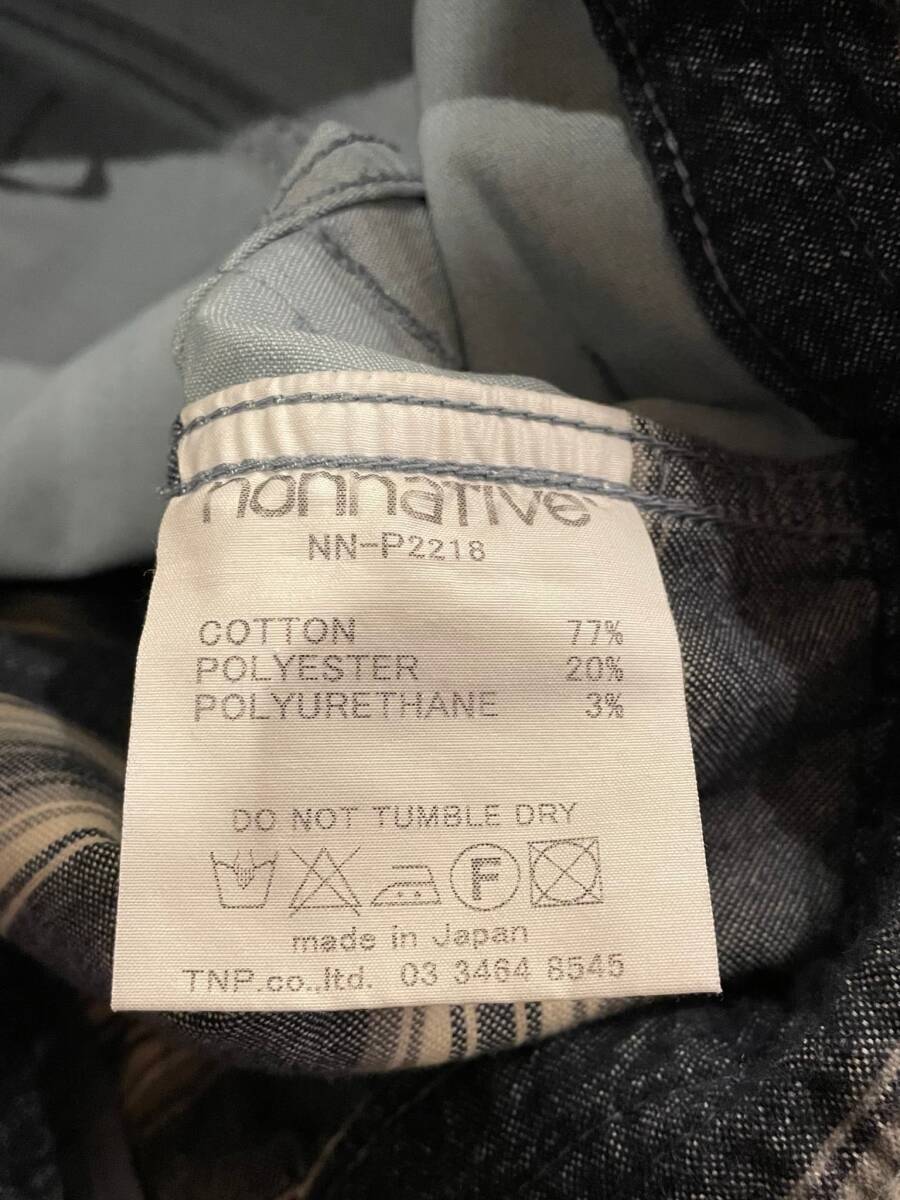 nonnative
NN-P2218
COTTON 77%
POLYESTER 20%
POLYURETHANE 3%
DO NOT TUMBLE DRY
F
made in Japan
TNP.co.,ltd. 03 3464 8545